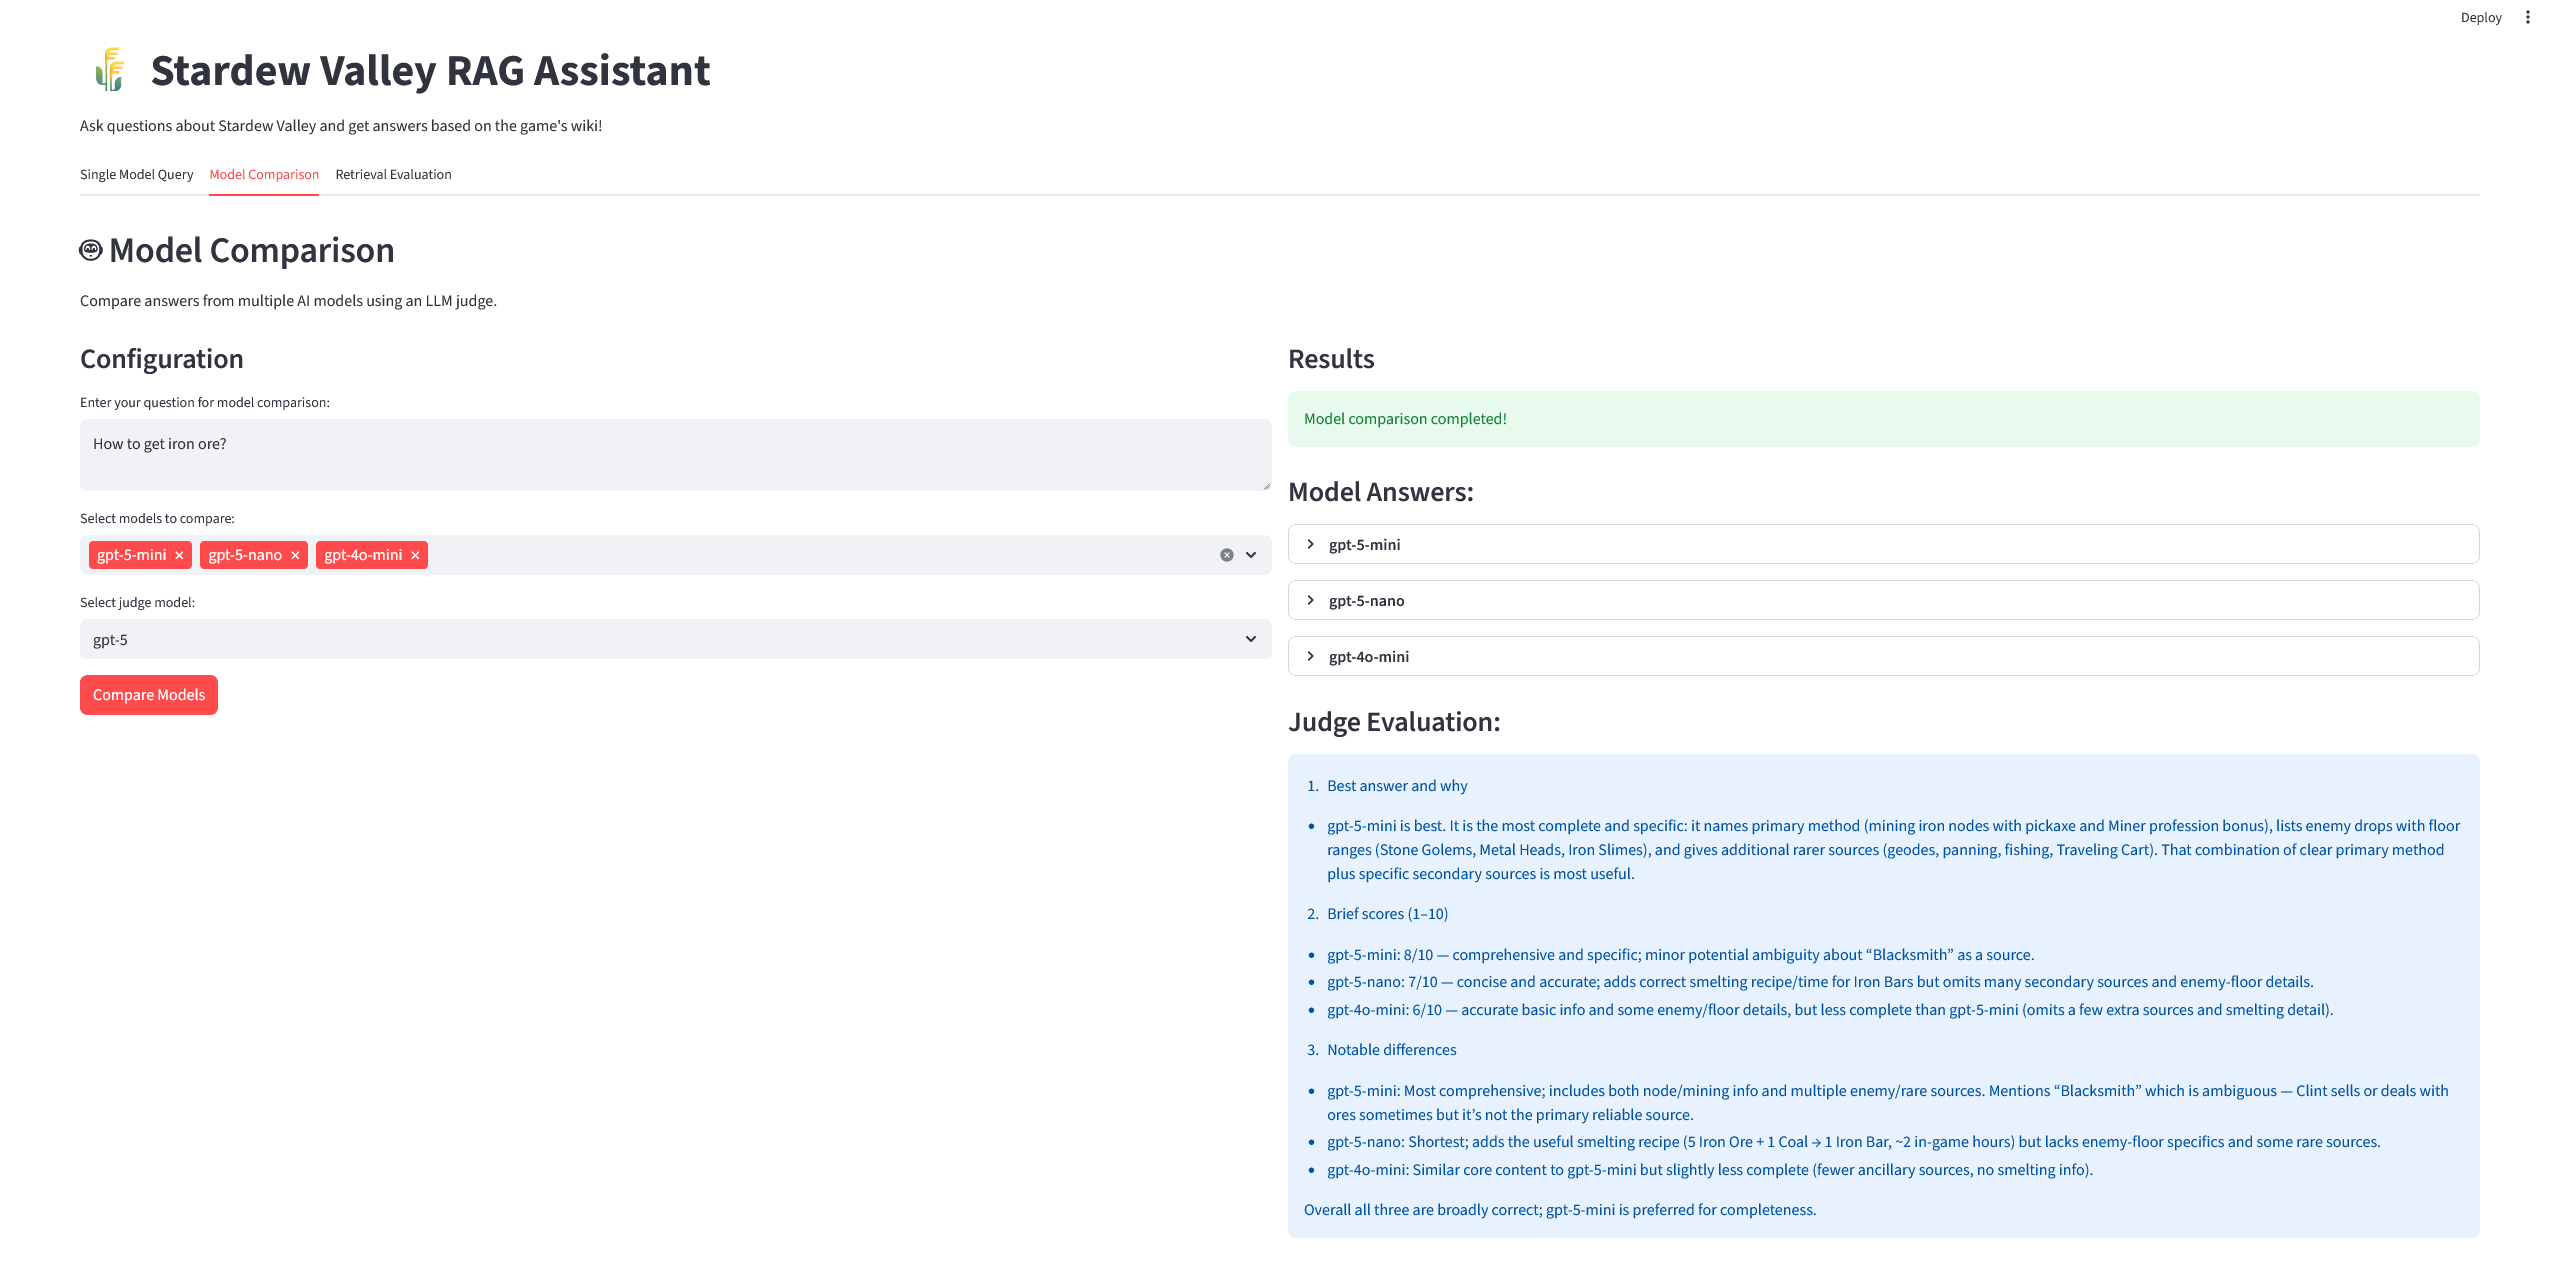 Deploy
Stardew Valley RAG Assistant
Ask questions about Stardew Valley and get answers based on the game's wiki!
Single Model Query
Model Comparison
Retrieval Evaluation
Model Comparison
Compare answers from multiple AI models using an LLM judge.
Configuration
Enter your question for model comparison:
How to get iron ore?
Select models to compare:
gpt-5-mini
gpt-5-nano
gpt-4o-mini
Select judge model:
gpt-5
Compare Models
Results
Model comparison completed!
Model Answers:
gpt-5-mini
gpt-5-nano
gpt-4o-mini
Judge Evaluation:
1. Best answer and why
• gpt-5-mini is best. It is the most complete and specific: it names primary method (mining iron nodes with pickaxe and Miner profession bonus), lists enemy drops with floor
ranges (Stone Golems, Metal Heads, Iron Slimes), and gives additional rarer sources (geodes, panning, fishing, Traveling Cart). That combination of clear primary method
plus specific secondary sources is most useful.
2. Brief scores (1–10)
• gpt-5-mini: 8/10 — comprehensive and specific; minor potential ambiguity about “Blacksmith” as a source.
• gpt-5-nano: 7/10 — concise and accurate; adds correct smelting recipe/time for Iron Bars but omits many secondary sources and enemy-floor details.
• gpt-4o-mini: 6/10 — accurate basic info and some enemy/floor details, but less complete than gpt-5-mini (omits a few extra sources and smelting detail).
3. Notable differences
• gpt-5-mini: Most comprehensive; includes both node/mining info and multiple enemy/rare sources. Mentions “Blacksmith” which is ambiguous — Clint sells or deals with
ores sometimes but it’s not the primary reliable source.
• gpt-5-nano: Shortest; adds the useful smelting recipe (5 Iron Ore + 1 Coal → 1 Iron Bar, ~2 in-game hours) but lacks enemy-floor specifics and some rare sources.
• gpt-4o-mini: Similar core content to gpt-5-mini but slightly less complete (fewer ancillary sources, no smelting info).
Overall all three are broadly correct; gpt-5-mini is preferred for completeness.